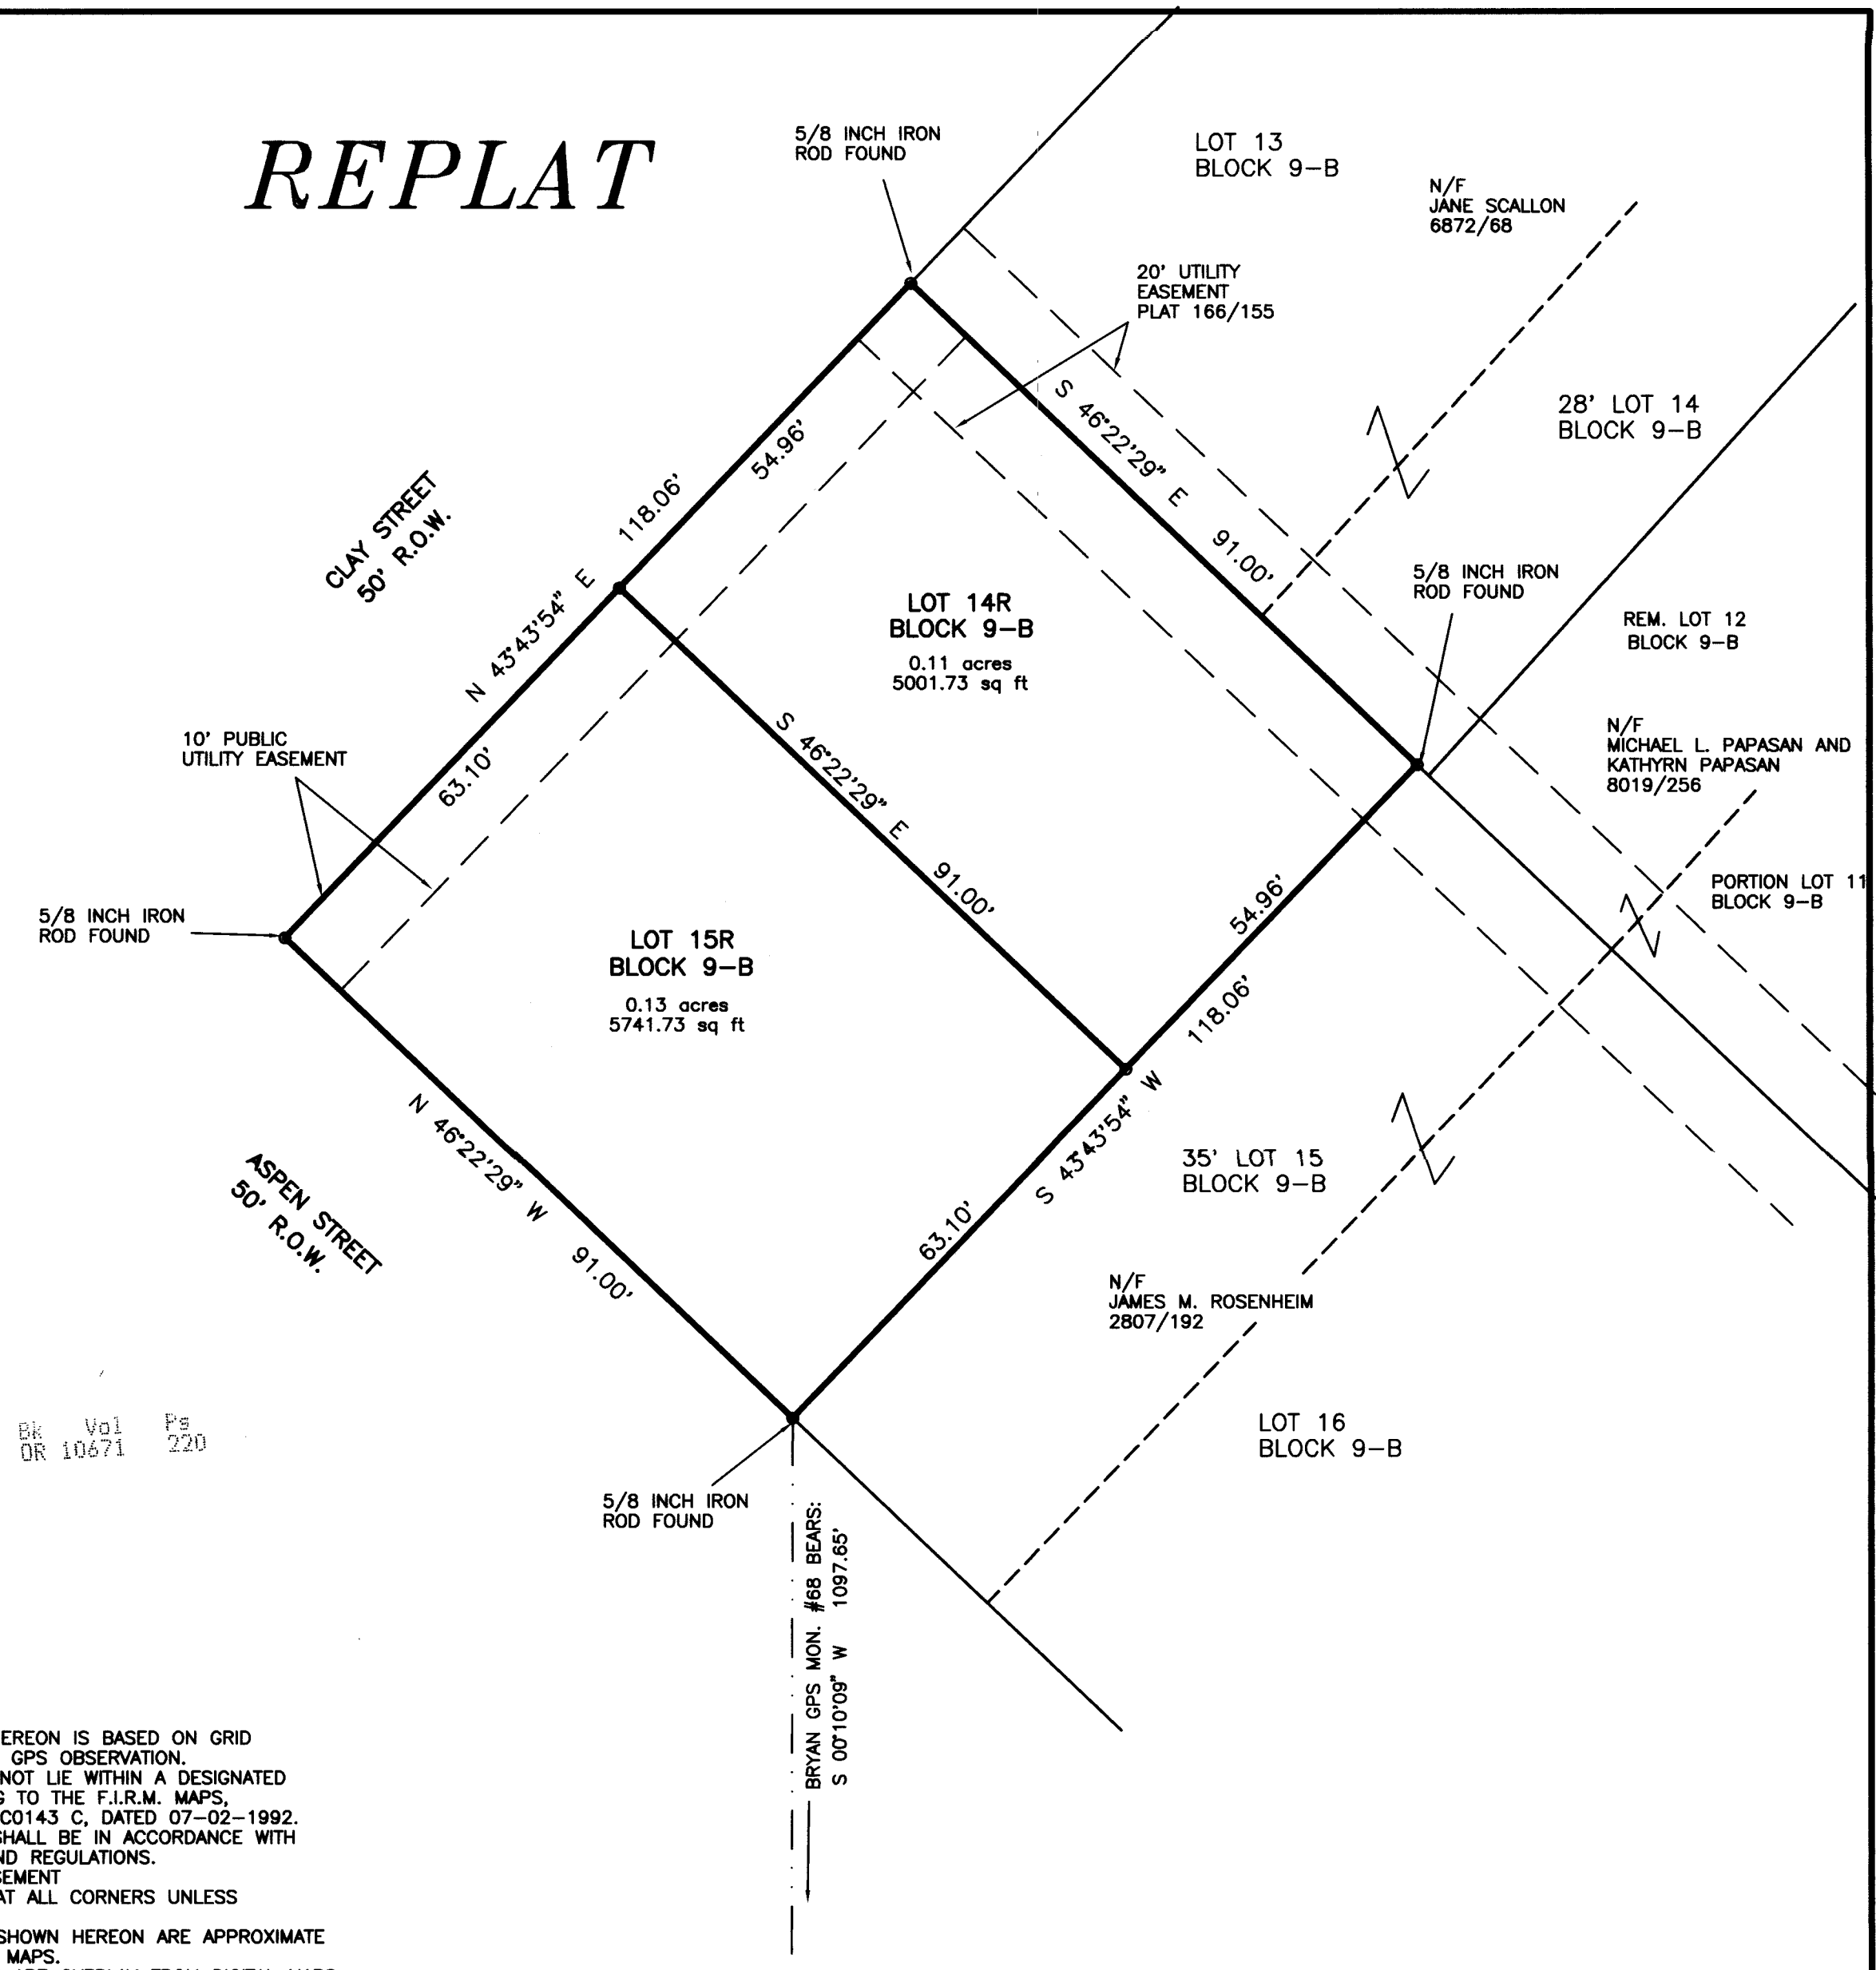 REPLAT
5/8 INCH IRON
ROD FOUND
LOT 13
BLOCK 9-B
N/F
JANE SCALLON
6872/68
20' UTILITY
EASEMENT
PLAT 166/155
28' LOT 14
BLOCK 9-B
S 46°22'29" E 91.00'
54.96'
118.06'
CLAY STREET
50' R.O.W.
N 43°43'54" E
63.10'
5/8 INCH IRON
ROD FOUND
LOT 14R
BLOCK 9-B
0.11 acres
5001.73 sq ft
REM. LOT 12
BLOCK 9-B
N/F
MICHAEL L. PAPASAN AND
KATHYRN PAPASAN
8019/256
10' PUBLIC
UTILITY EASEMENT
S 46°22'29" E 91.00'
PORTION LOT 11
BLOCK 9-B
5/8 INCH IRON
ROD FOUND
LOT 15R
BLOCK 9-B
0.13 acres
5741.73 sq ft
54.96'
118.06'
S 43°43'54" W
63.10'
N 46°22'29" W 91.00'
ASPEN STREET
50' R.O.W.
35' LOT 15
BLOCK 9-B
N/F
JAMES M. ROSENHEIM
2807/192
LOT 16
BLOCK 9-B
Bk Vol Pg
OR 10671 220
5/8 INCH IRON
ROD FOUND
BRYAN GPS MON. #68 BEARS:
S 00°10'09" W 1097.65'
EREON IS BASED ON GRID
GPS OBSERVATION.
NOT LIE WITHIN A DESIGNATED
G TO THE F.I.R.M. MAPS,
C0143 C, DATED 07-02-1992.
SHALL BE IN ACCORDANCE WITH
ND REGULATIONS.
SEMENT
AT ALL CORNERS UNLESS
SHOWN HEREON ARE APPROXIMATE
MAPS.